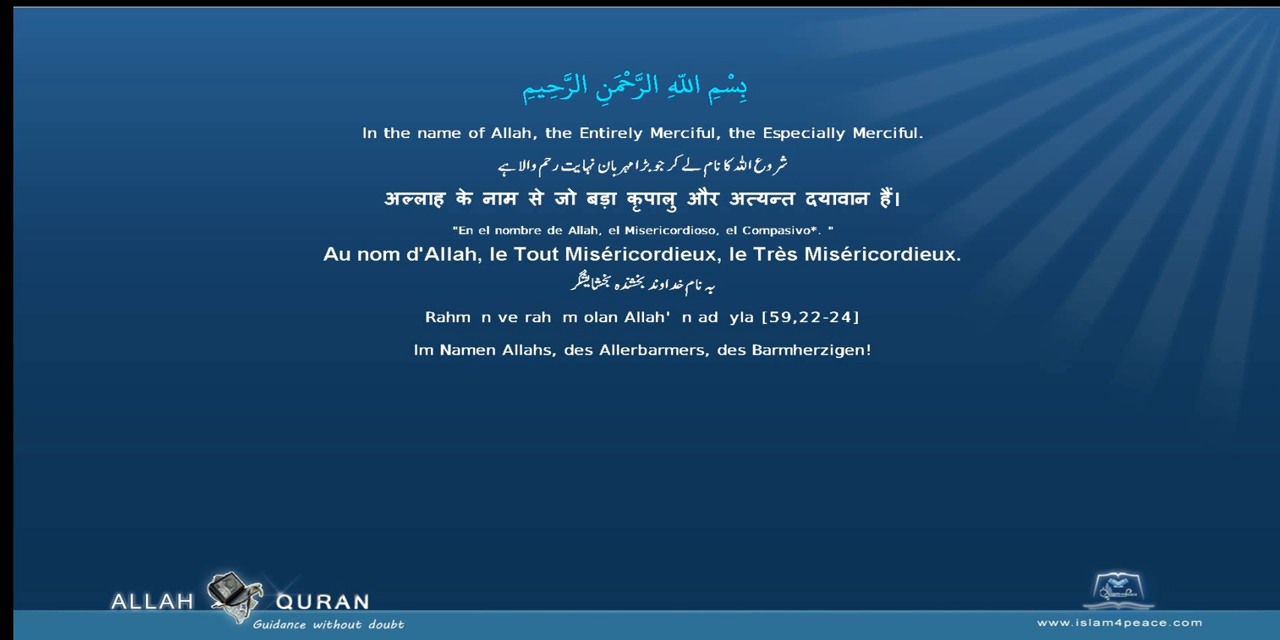 بِسْمِ اللَّهِ الرَّحْمَنِ الرَّحِيمِ
In the name of Allah, the Entirely Merciful, the Especially Merciful.
شروع الله کا نام لے کر جو بڑا مہربان نہایت رحم والا ہے
अल्लाह के नाम से जो बड़ा कृपालु और अत्यन्त दयावान हैं।
"En el nombre de Allah, el Misericordioso, el Compasivo*. "
Au nom d'Allah, le Tout Miséricordieux, le Très Miséricordieux.
به نام خداوند بخشنده بخشایشگر
Rahm n ve rah m olan Allah' n ad yla [59,22-24]
Im Namen Allahs, des Allerbarmers, des Barmherzigen!
ALLAH QURAN
Guidance without doubt
www.islam4peace.com